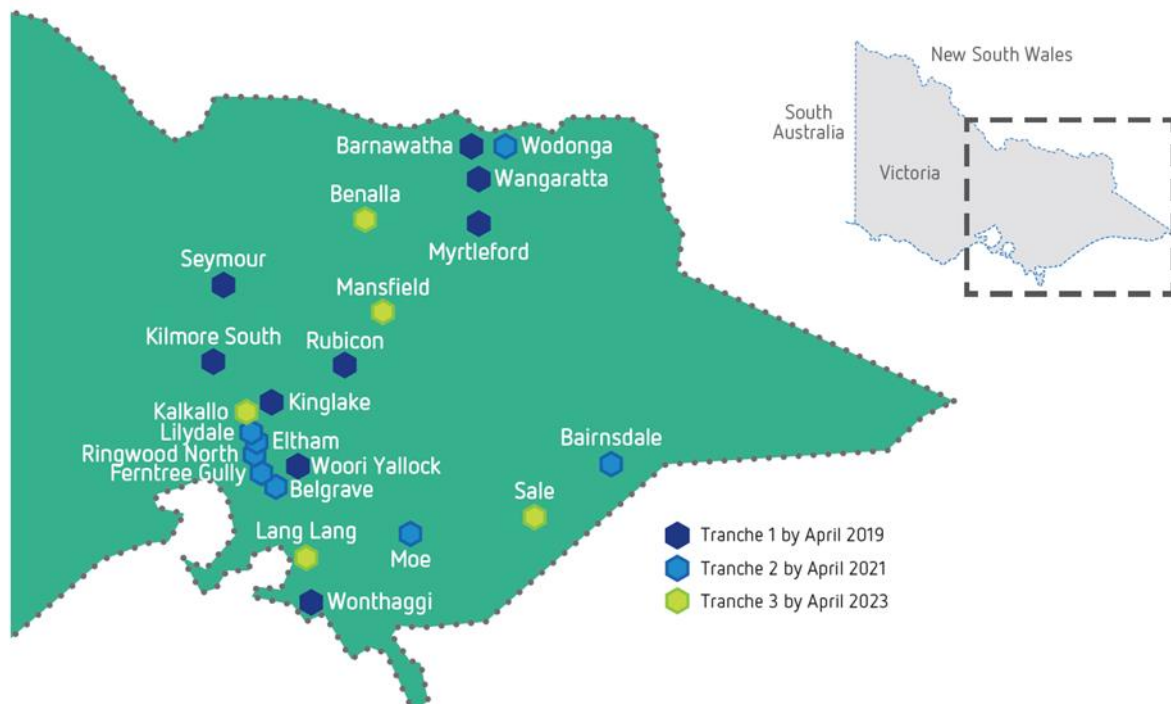 Barnawatha
Wodonga
Wangaratta
Benalla
Myrtleford
Seymour
Mansfield
Kilmore South
Rubicon
Kinglake
Kalkallo
Lilydale
Eltham
Ringwood North
Woori Yallock
Ferntree Gully
Belgrave
Bairnsdale
Sale
Lang Lang
Moe
Wonthaggi
Tranche 1 by April 2019
Tranche 2 by April 2021
Tranche 3 by April 2023
New South Wales
South
Australia
Victoria